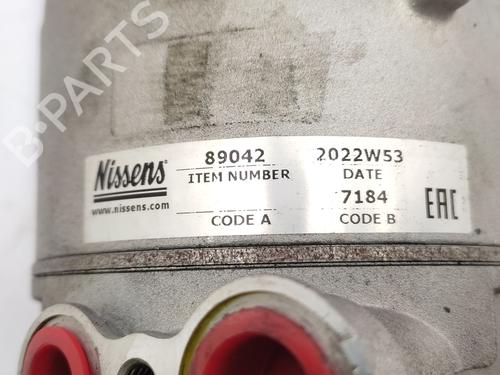 B-PARTS
Nissens®
www.nissens.com
89042
ITEM NUMBER
CODE A
2022W53
DATE
7184
CODE B
EAC